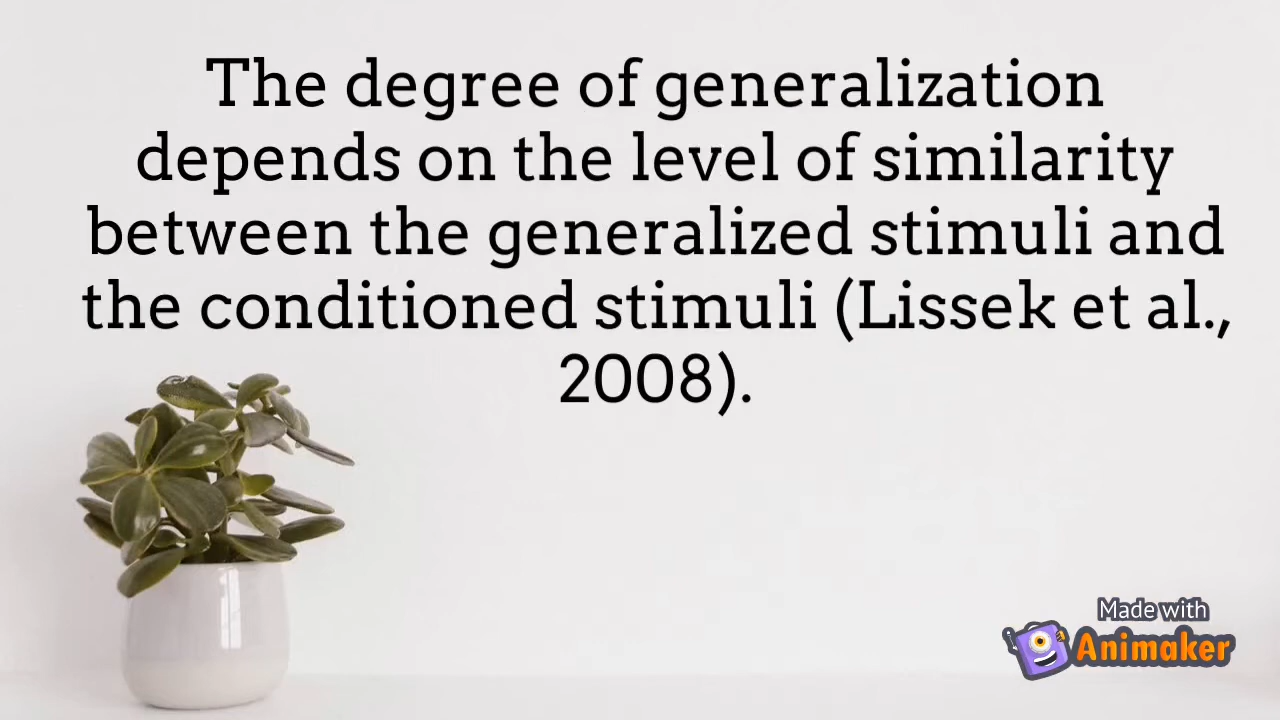 The degree of generalization
depends on the level of similarity
between the generalized stimuli and
the conditioned stimuli (Lissek et al.,
2008).
Made with
Animaker